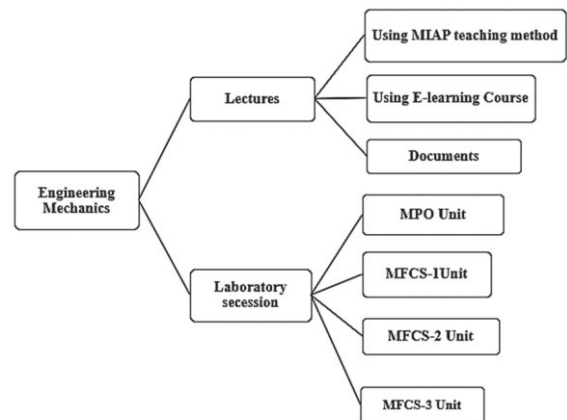 Using MIAP teaching method
Lectures
Using E-learning Course
Documents
Engineering
Mechanics
MPO Unit
Laboratory
secession
MFCS-1Unit
MFCS-2 Unit
MFCS-3 Unit